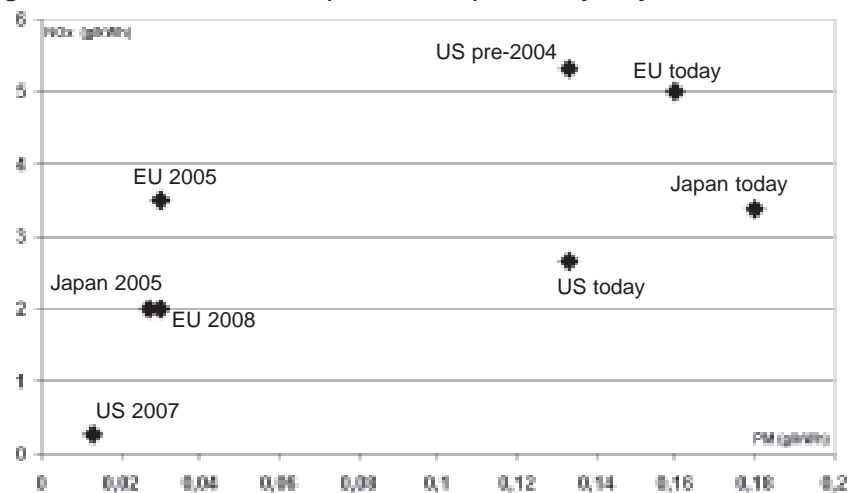 6
NOx (g/kWh)
US pre-2004
EU today
5
4
EU 2005
Japan today
3
US today
Japan 2005
2
EU 2008
1
US 2007
PM (g/kWh)
0
0 0,02 0,04 0,06 0,08 0,1 0,12 0,14 0,16 0,18 0,2